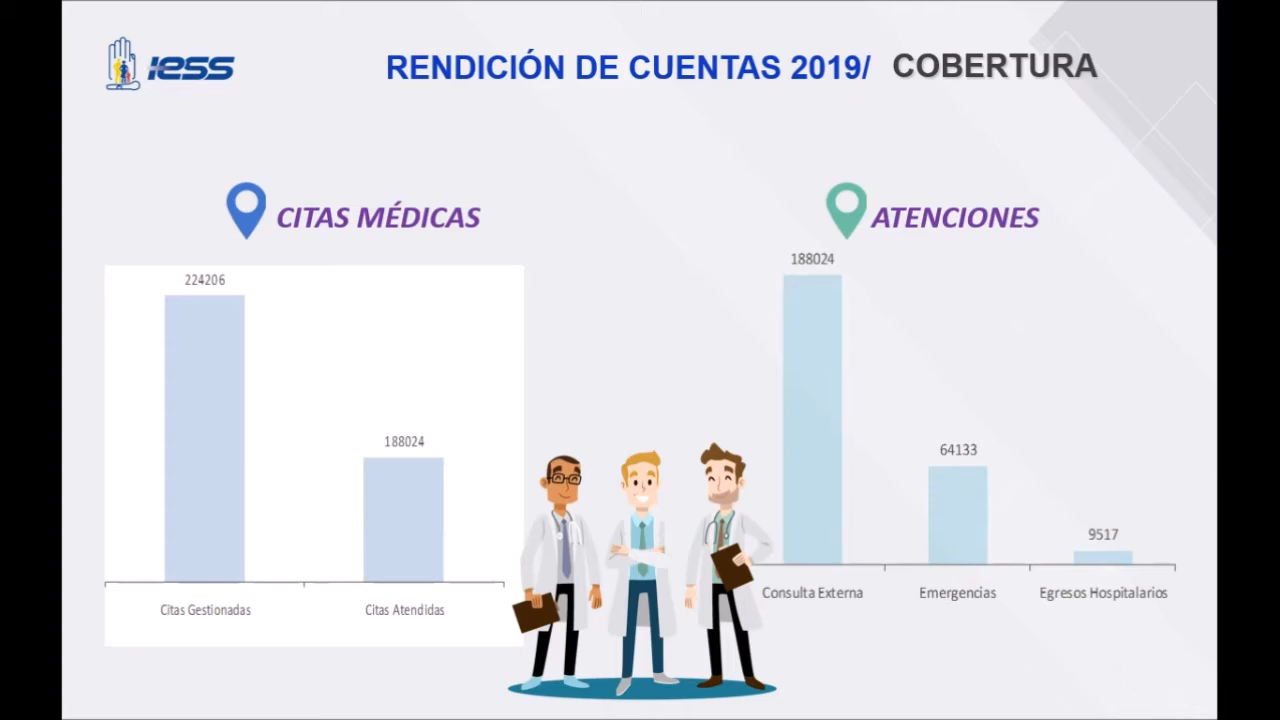 IESS
RENDICIÓN DE CUENTAS 2019/ COBERTURA
CITAS MÉDICAS
224206
188024
Citas Gestionadas
Citas Atendidas
ATENCIONES
188024
64133
9517
Consulta Externa
Emergencias
Egresos Hospitalarios